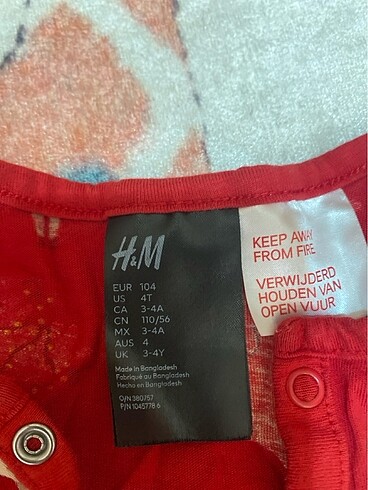 H&M
EUR 104
US 4T
CA 3-4A
CN 110/56
MX 3-4A
AUS 4
UK 3-4Y
Made in Bangladesh
Fabriqué au Bangladesh
Hecho en Bangladesh
O/N 380757
P/N 1045778 6
KEEP AWAY
FROM FIRE
VERWIJDERD
HOUDEN VAN
OPEN VUUR